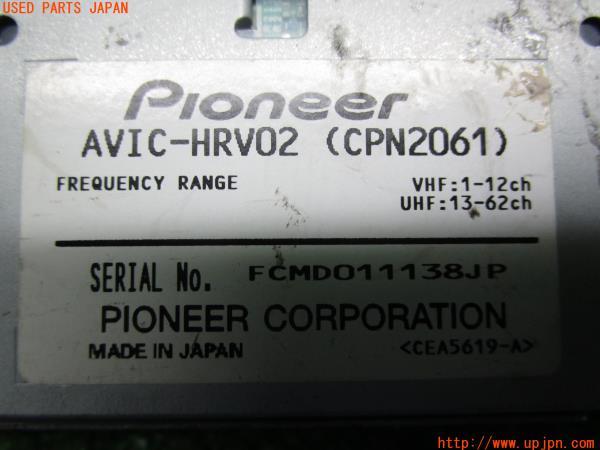 USED PARTS JAPAN
Pioneer
AVIC-HRV02 (CPN2061)
FREQUENCY RANGE VHF:1-12ch
UHF:13-62ch
SERIAL No. FCMD011138JP
PIONEER CORPORATION
MADE IN JAPAN <CEA5619-A>
http://www.upjpn.com